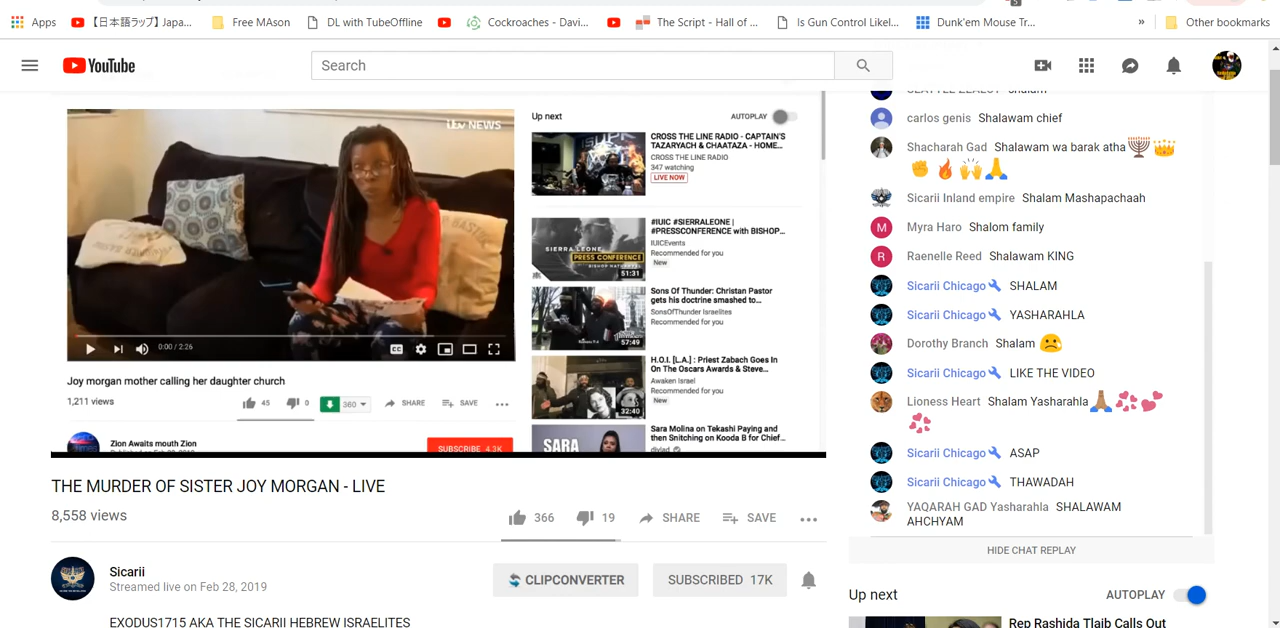 Apps
【日本語ラップ】 Japa...
Free MAson
DL with TubeOffline
Cockroaches - Davi...
The Script - Hall of ...
Is Gun Control Likel...
Dunk'em Mouse Tr...
»
Other bookmarks
YouTube
Search
itv NEWS
0:00 / 2:26
CC
Joy morgan mother calling her daughter church
1,211 views
45
0
360
SHARE
SAVE
Zion Awaits mouth Zion
SUBSCRIBE 4.3K
Up next
AUTOPLAY
CROSS THE LINE RADIO - CAPTAIN'S
TAZARYACH & CHAATAZA - HOME...
CROSS THE LINE RADIO
347 watching
LIVE NOW
SIERRA LEONE
PRESS CONFERENCE
51:31
#IUIC #SIERRALEONE |
#PRESSCONFERENCE with BISHOP...
IUICEvents
Recommended for you
New
57:49
Sons Of Thunder: Christian Pastor
gets his doctrine smashed to...
SonsOfThunder Israelites
Recommended for you
32:40
H.O.I. [L.A.] : Priest Zabach Goes In
On The Oscars Awards & Steve...
Awaken Israel
Recommended for you
New
SARA
Sara Molina on Tekashi Paying and
then Snitching on Kooda B for Chief...
djvlad
THE MURDER OF SISTER JOY MORGAN - LIVE
8,558 views
366
19
SHARE
SAVE
Sicarii
Streamed live on Feb 28, 2019
CLIPCONVERTER
SUBSCRIBED 17K
EXODUS1715 AKA THE SICARII HEBREW ISRAELITES
carlos genis Shalawam chief
Shacharah Gad Shalawam wa barak atha
Sicarii Inland empire Shalam Mashapachaah
M Myra Haro Shalom family
R Raenelle Reed Shalawam KING
Sicarii Chicago SHALAM
Sicarii Chicago YASHARAHLA
Dorothy Branch Shalam
Sicarii Chicago LIKE THE VIDEO
Lioness Heart Shalam Yasharahla
Sicarii Chicago ASAP
Sicarii Chicago THAWADAH
YAQARAH GAD Yasharahla SHALAWAM
AHCHYAM
HIDE CHAT REPLAY
Up next
AUTOPLAY
Rep Rashida Tlaib Calls Out